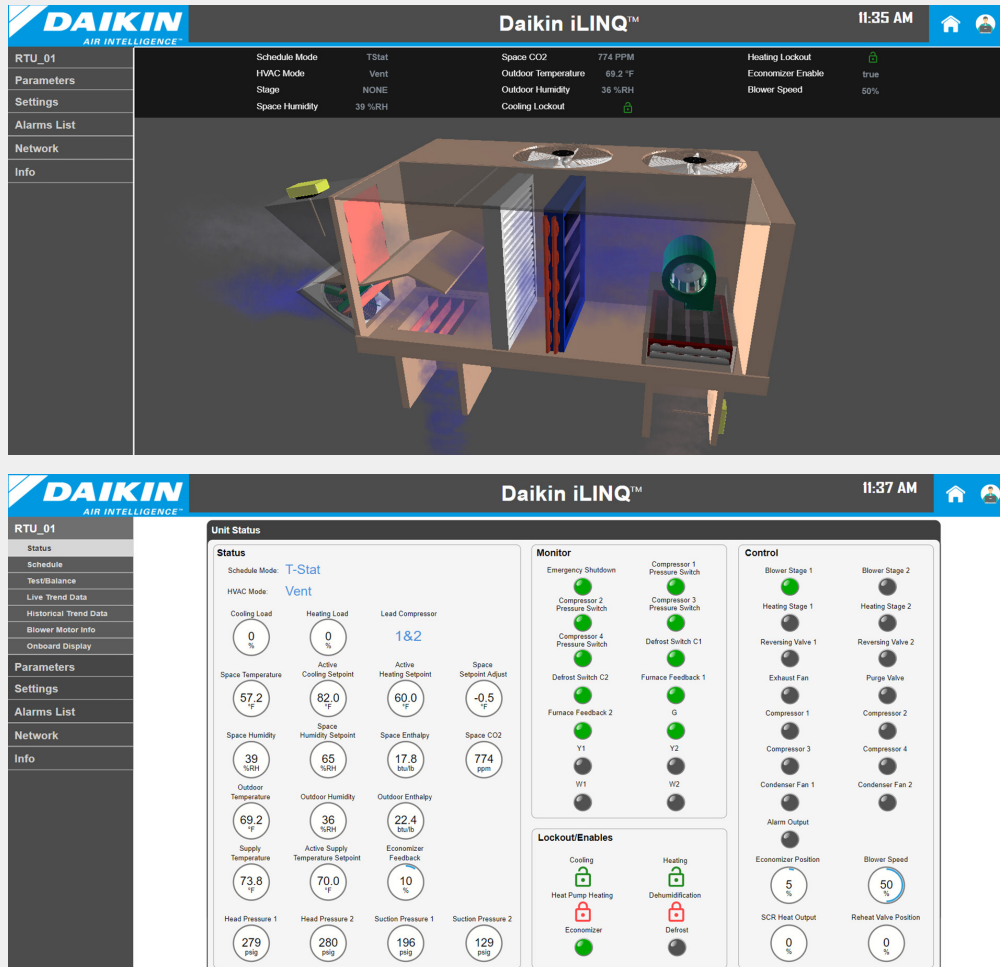 DAIKIN
AIR INTELLIGENCE™
Daikin iLINQ™
11:35 AM
RTU_01
Parameters
Settings
Alarms List
Network
Info
Schedule Mode TStat
HVAC Mode Vent
Stage NONE
Space Humidity 39 %RH
Space CO2 774 PPM
Outdoor Temperature 69.2 °F
Outdoor Humidity 36 %RH
Cooling Lockout
Heating Lockout
Economizer Enable true
Blower Speed 50%
DAIKIN
AIR INTELLIGENCE™
Daikin iLINQ™
11:37 AM
RTU_01
Status
Schedule
Test/Balance
Live Trend Data
Historical Trend Data
Blower Motor Info
Onboard Display
Parameters
Settings
Alarms List
Network
Info
Unit Status
Status
Schedule Mode: T-Stat
HVAC Mode: Vent
Cooling Load Heating Load Lead Compressor
0 % 0 % 1&2
Space Temperature Active Cooling Setpoint Active Heating Setpoint Space Setpoint Adjust
57.2 °F 82.0 °F 60.0 °F -0.5 °F
Space Humidity Space Humidity Setpoint Space Enthalpy Space CO2
39 %RH 65 %RH 17.8 btu/lb 774 ppm
Outdoor Temperature Outdoor Humidity Outdoor Enthalpy
69.2 °F 36 %RH 22.4 btu/lb
Supply Temperature Active Supply Temperature Setpoint Economizer Feedback
73.8 °F 70.0 °F 10 %
Head Pressure 1 Head Pressure 2 Suction Pressure 1 Suction Pressure 2
279 psig 280 psig 196 psig 129 psig
Monitor
Emergency Shutdown Compressor 1 Pressure Switch
Compressor 2 Pressure Switch Compressor 3 Pressure Switch
Compressor 4 Pressure Switch Defrost Switch C1
Defrost Switch C2 Furnace Feedback 1
Furnace Feedback 2 G
Y1 Y2
W1 W2
Lockout/Enables
Cooling Heating
Heat Pump Heating Dehumidification
Economizer Defrost
Control
Blower Stage 1 Blower Stage 2
Heating Stage 1 Heating Stage 2
Reversing Valve 1 Reversing Valve 2
Exhaust Fan Purge Valve
Compressor 1 Compressor 2
Compressor 3 Compressor 4
Condenser Fan 1 Condenser Fan 2
Alarm Output
Economizer Position Blower Speed
5 % 50 %
SCR Heat Output Reheat Valve Position
0 % 0 %